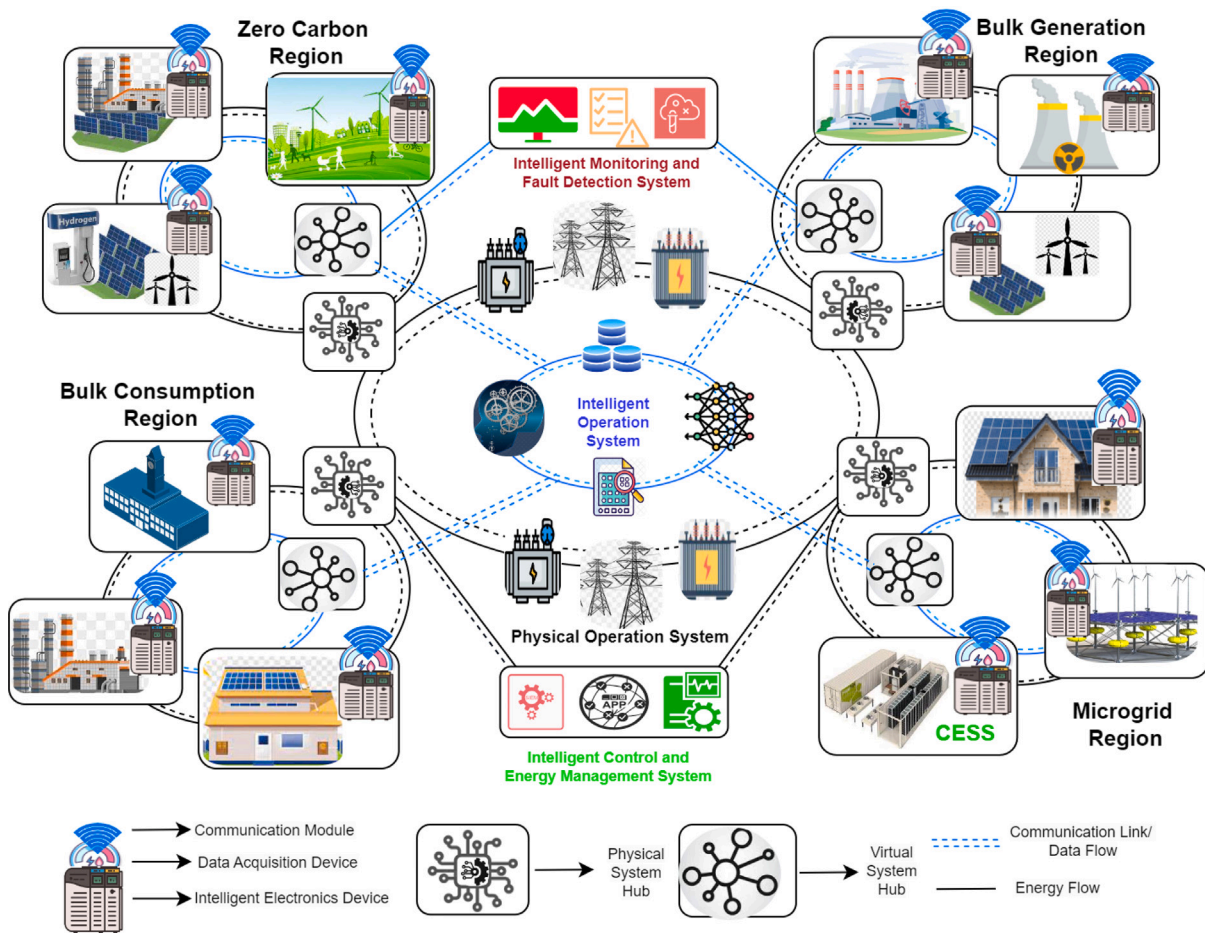 Zero Carbon
Region
Bulk Generation
Region
Intelligent Monitoring and
Fault Detection System
Hydrogen
Bulk Consumption
Region
Intelligent
Operation
System
Physical Operation System
APP
Intelligent Control and
Energy Management System
CESS
Microgrid
Region
Communication Module
Data Acquisition Device
Intelligent Electronics Device
Physical
System
Hub
Virtual
System
Hub
Communication Link/
Data Flow
Energy Flow